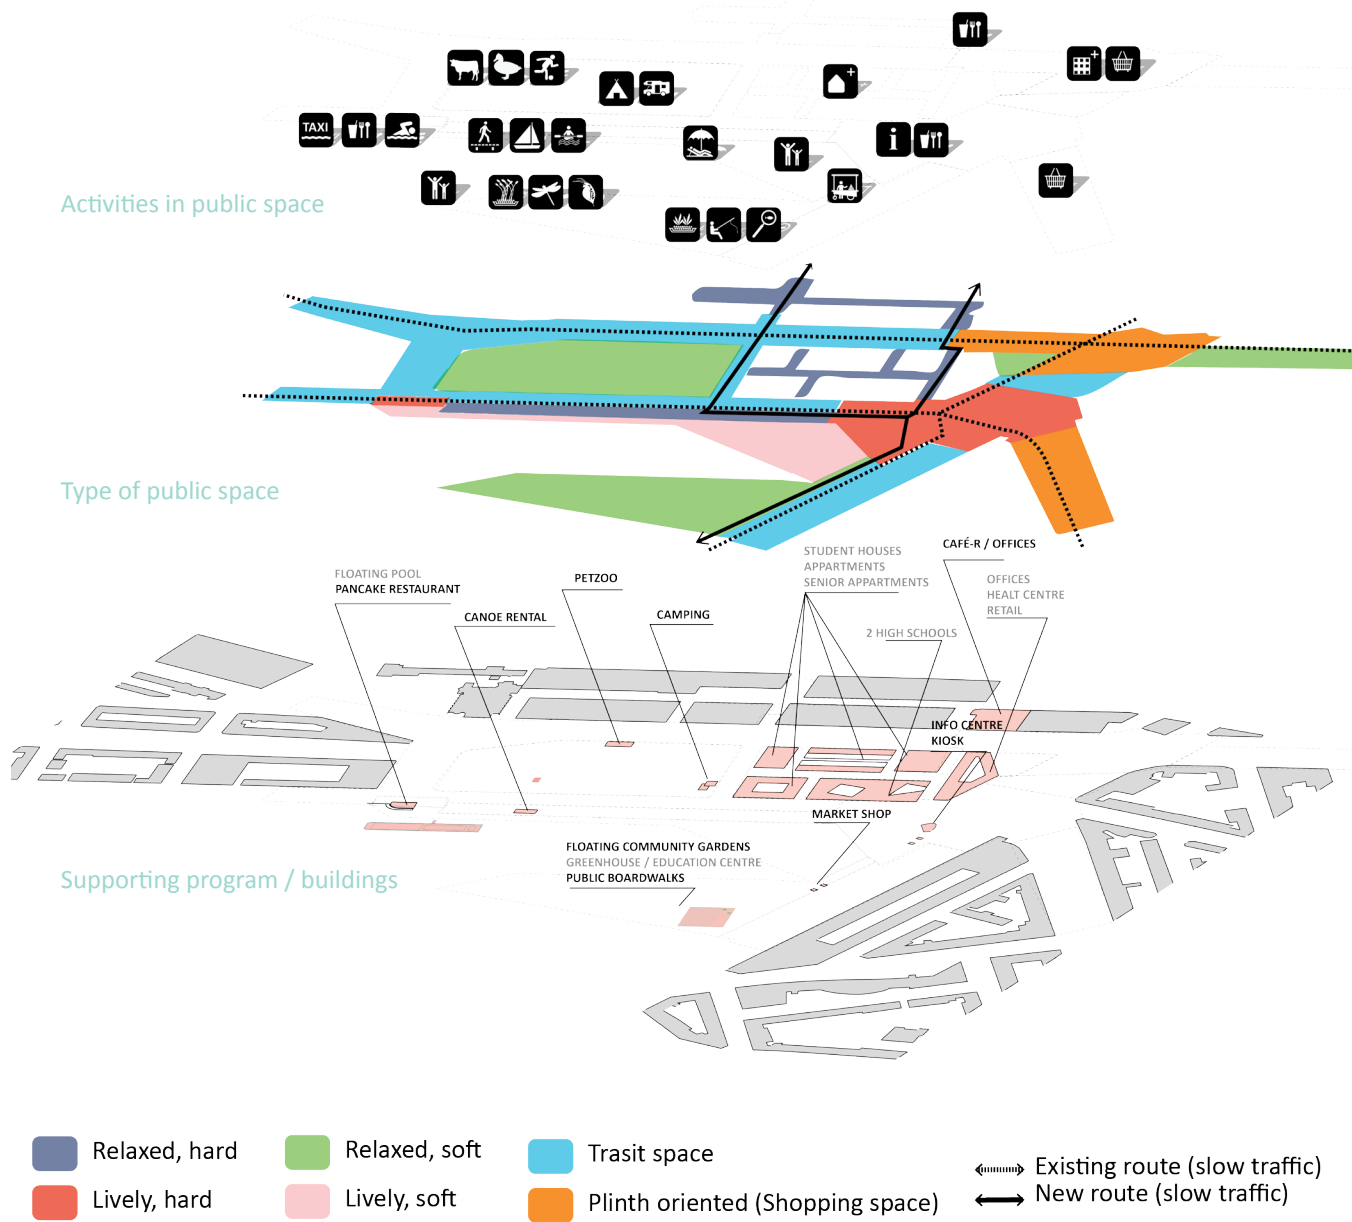 TAXI
i
Activities in public space
Type of public space
STUDENT HOUSES
APPARTMENTS
SENIOR APPARTMENTS
CAFÉ-R / OFFICES
FLOATING POOL
PANCAKE RESTAURANT
PETZOO
OFFICES
HEALT CENTRE
RETAIL
CANOE RENTAL
CAMPING
2 HIGH SCHOOLS
INFO CENTRE
KIOSK
MARKET SHOP
FLOATING COMMUNITY GARDENS
GREENHOUSE / EDUCATION CENTRE
PUBLIC BOARDWALKS
Supporting program / buildings
Relaxed, hard
Relaxed, soft
Trasit space
Existing route (slow traffic)
Lively, hard
Lively, soft
Plinth oriented (Shopping space)
New route (slow traffic)